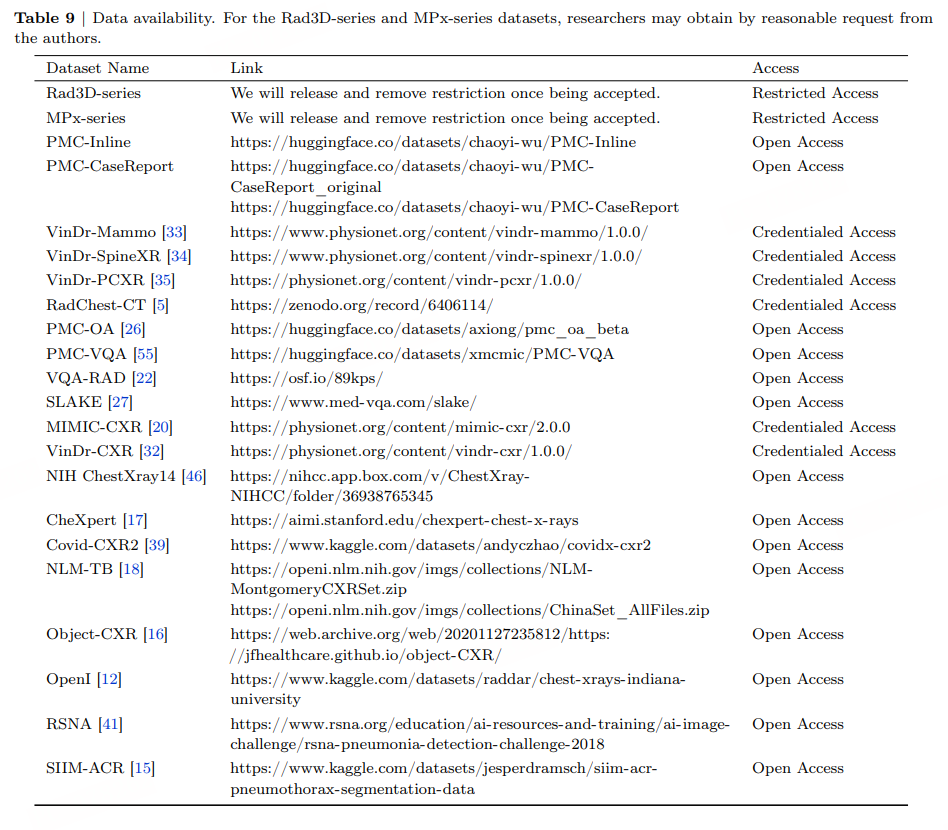 Table 9 | Data availability. For the Rad3D-series and MPx-series datasets, researchers may obtain by reasonable request from
the authors.
Dataset Name Link Access
Rad3D-series We will release and remove restriction once being accepted. Restricted Access
MPx-series We will release and remove restriction once being accepted. Restricted Access
PMC-Inline https://huggingface.co/datasets/chaoyi-wu/PMC-Inline Open Access
PMC-CaseReport https://huggingface.co/datasets/chaoyi-wu/PMC- Open Access
CaseReport_original
https://huggingface.co/datasets/chaoyi-wu/PMC-CaseReport
VinDr-Mammo [33] https://www.physionet.org/content/vindr-mammo/1.0.0/ Credentialed Access
VinDr-SpineXR [34] https://www.physionet.org/content/vindr-spinexr/1.0.0/ Credentialed Access
VinDr-PCXR [35] https://physionet.org/content/vindr-pcxr/1.0.0/ Credentialed Access
RadChest-CT [5] https://zenodo.org/record/6406114/ Credentialed Access
PMC-OA [26] https://huggingface.co/datasets/axiong/pmc_oa_beta Open Access
PMC-VQA [55] https://huggingface.co/datasets/xmcmic/PMC-VQA Open Access
VQA-RAD [22] https://osf.io/89kps/ Open Access
SLAKE [27] https://www.med-vqa.com/slake/ Open Access
MIMIC-CXR [20] https://physionet.org/content/mimic-cxr/2.0.0 Credentialed Access
VinDr-CXR [32] https://physionet.org/content/vindr-cxr/1.0.0/ Credentialed Access
NIH ChestXray14 [46] https://nihcc.app.box.com/v/ChestXray- Open Access
NIHCC/folder/36938765345
CheXpert [17] https://aimi.stanford.edu/chexpert-chest-x-rays Open Access
Covid-CXR2 [39] https://www.kaggle.com/datasets/andyczhao/covidx-cxr2 Open Access
NLM-TB [18] https://openi.nlm.nih.gov/imgs/collections/NLM- Open Access
MontgomeryCXRSet.zip
https://openi.nlm.nih.gov/imgs/collections/ChinaSet_AllFiles.zip
Object-CXR [16] https://web.archive.org/web/20201127235812/https: Open Access
//jfhealthcare.github.io/object-CXR/
OpenI [12] https://www.kaggle.com/datasets/raddar/chest-xrays-indiana- Open Access
university
RSNA [41] https://www.rsna.org/education/ai-resources-and-training/ai-image- Open Access
challenge/rsna-pneumonia-detection-challenge-2018
SIIM-ACR [15] https://www.kaggle.com/datasets/jesperdramsch/siim-acr- Open Access
pneumothorax-segmentation-data